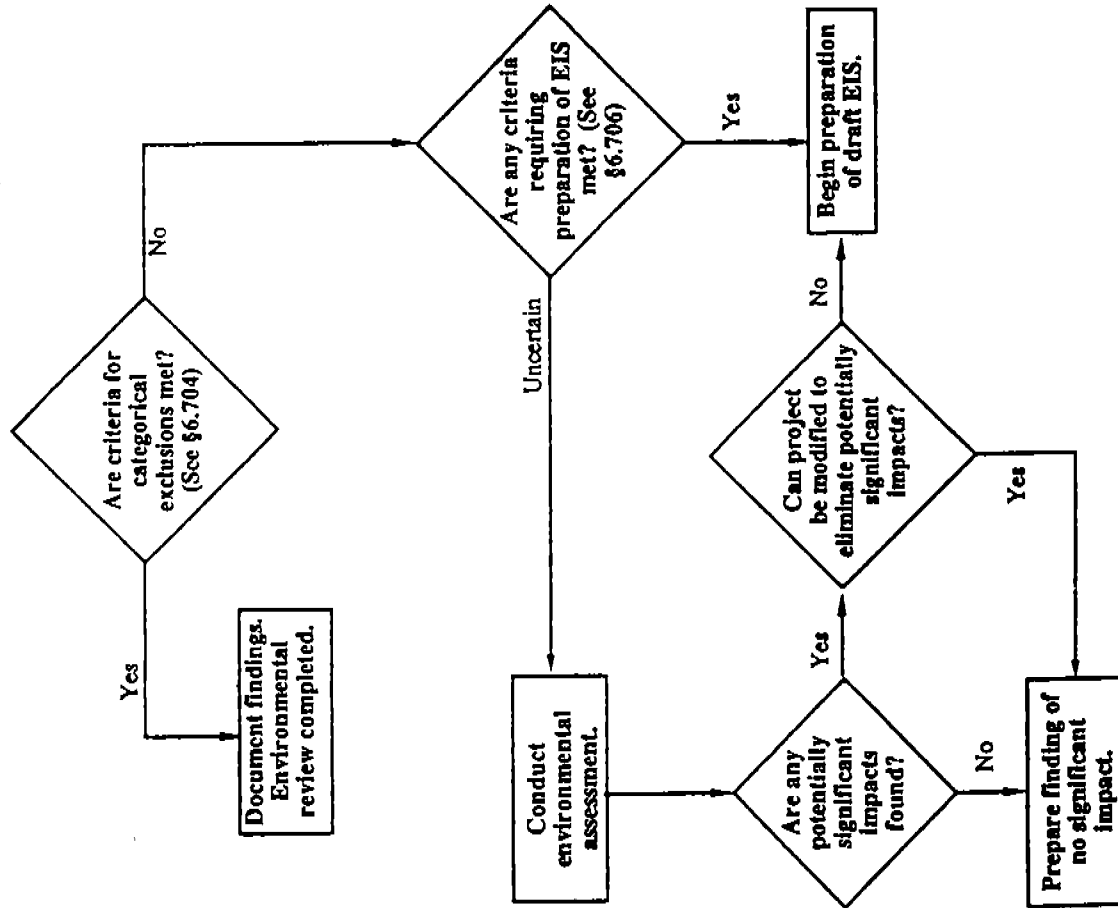 Are criteria for
categorical
exclusions met?
(See §6.704)
Yes
No
Document findings.
Environmental
review completed.
Are any criteria
requiring
preparation of EIS
met? (See
§6.706)
Uncertain
Yes
Conduct
environmental
assessment.
Begin preparation
of draft EIS.
Are any
potentially
significant
impacts
found?
Yes
No
Can project
be modified to
eliminate potentially
significant
impacts?
No
Yes
Prepare finding of
no significant
impact.